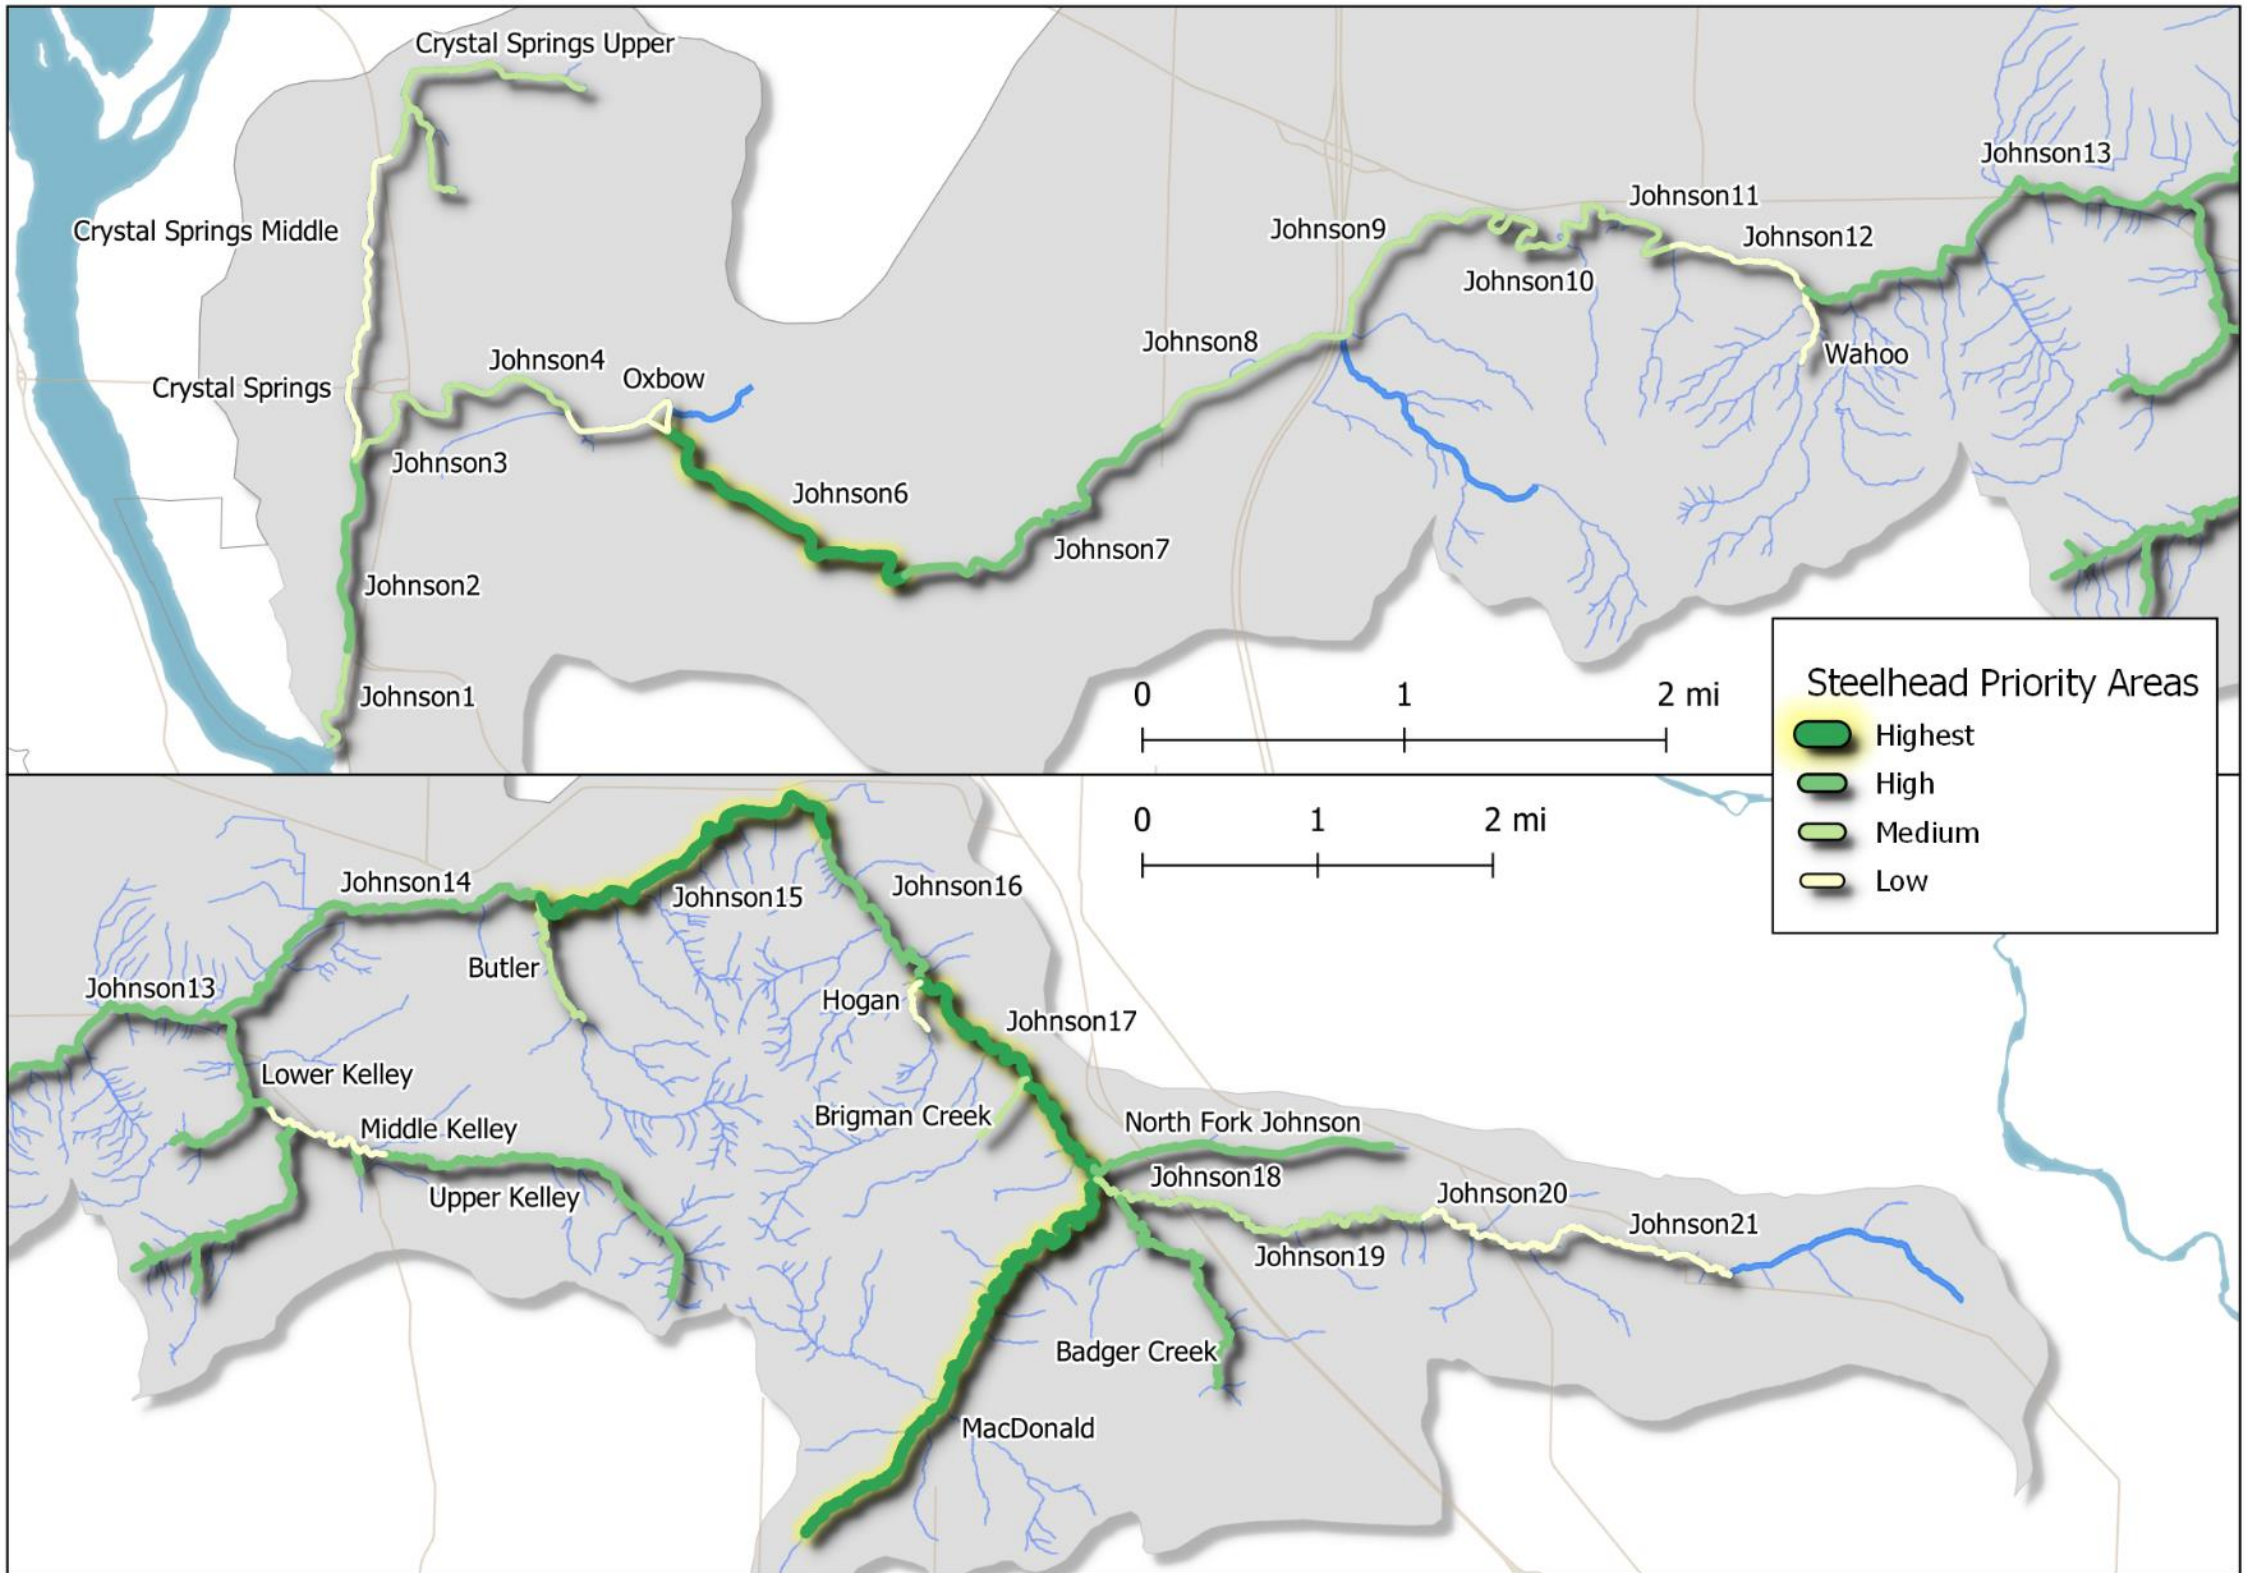 Crystal Springs Upper
Johnson13
Johnson11
Crystal Springs Middle
Johnson9
Johnson12
Johnson10
Johnson8
Wahoo
Johnson4
Oxbow
Crystal Springs
Johnson3
Johnson6
Johnson7
Johnson2
Johnson1
0 1 2 mi
Steelhead Priority Areas
Highest
High
Medium
Low
0 1 2 mi
Johnson14
Johnson15
Johnson16
Butler
Johnson13
Hogan
Johnson17
Lower Kelley
Brigman Creek
North Fork Johnson
Middle Kelley
Johnson18
Upper Kelley
Johnson20
Johnson21
Johnson19
Badger Creek
MacDonald